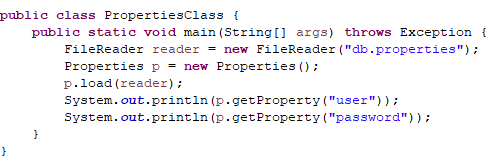 public class PropertiesClass {
    public static void main(String[] args) throws Exception {
        FileReader reader = new FileReader("db.properties");
        Properties p = new Properties();
        p.load(reader);
        System.out.println(p.getProperty("user"));
        System.out.println(p.getProperty("password"));
    }
}